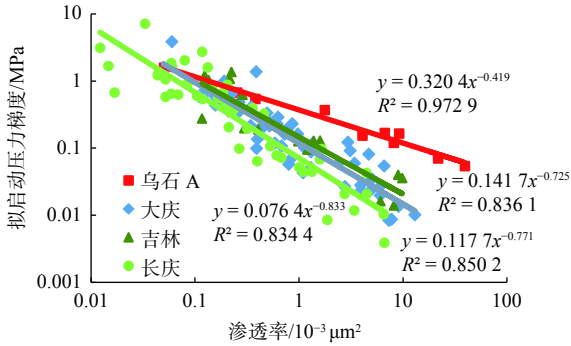 拟启动压力梯度/MPa
10
1
0.1
0.01
0.001
y = 0.320 4x^−0.419
R² = 0.972 9
y = 0.141 7x^−0.725
R² = 0.836 1
y = 0.076 4x^−0.833
R² = 0.834 4
y = 0.117 7x^−0.771
R² = 0.850 2
乌石 A
大庆
吉林
长庆
0.01 0.1 1 10 100
渗透率/10⁻³ μm²